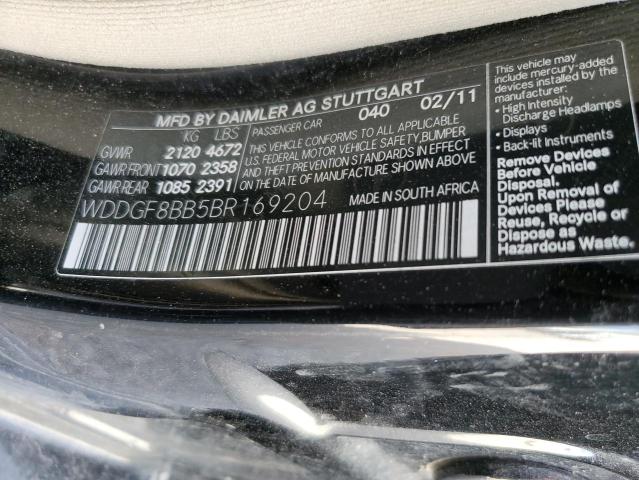 MFD BY DAIMLER AG STUTTGART
KG LBS
GVWR 2120 4672
GAWR FRONT 1070 2358
GAWR REAR 1085 2391
PASSENGER CAR 040 02/11
THIS VEHICLE CONFORMS TO ALL APPLICABLE
U.S. FEDERAL MOTOR VEHICLE SAFETY,BUMPER
AND THEFT PREVENTION STANDARDS IN EFFECT
ON THE DATE OF MANUFACTURE SHOWN ABOVE
WDDGF8BB5BR169204
MADE IN SOUTH AFRICA
This vehicle may
include mercury-added
devices installed by the
manufacturer:
• High Intensity
Discharge Headlamps
• Displays
• Back-lit Instruments
Remove Devices
Before Vehicle
Disposal.
Upon Removal of
Devices Please
Reuse, Recycle or
Dispose as
Hazardous Waste.